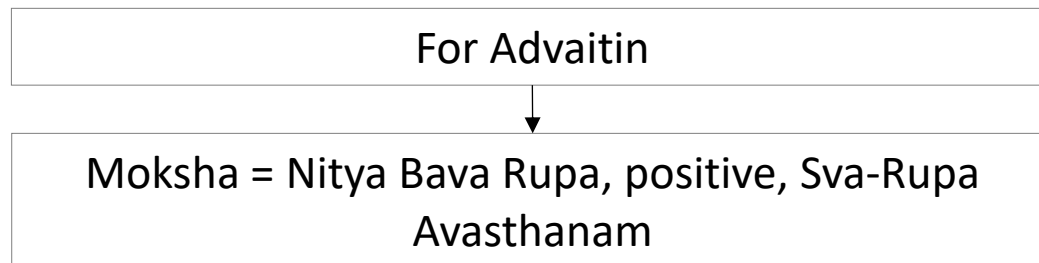 For Advaitin
Moksha = Nitya Bava Rupa, positive, Sva-Rupa
Avasthanam